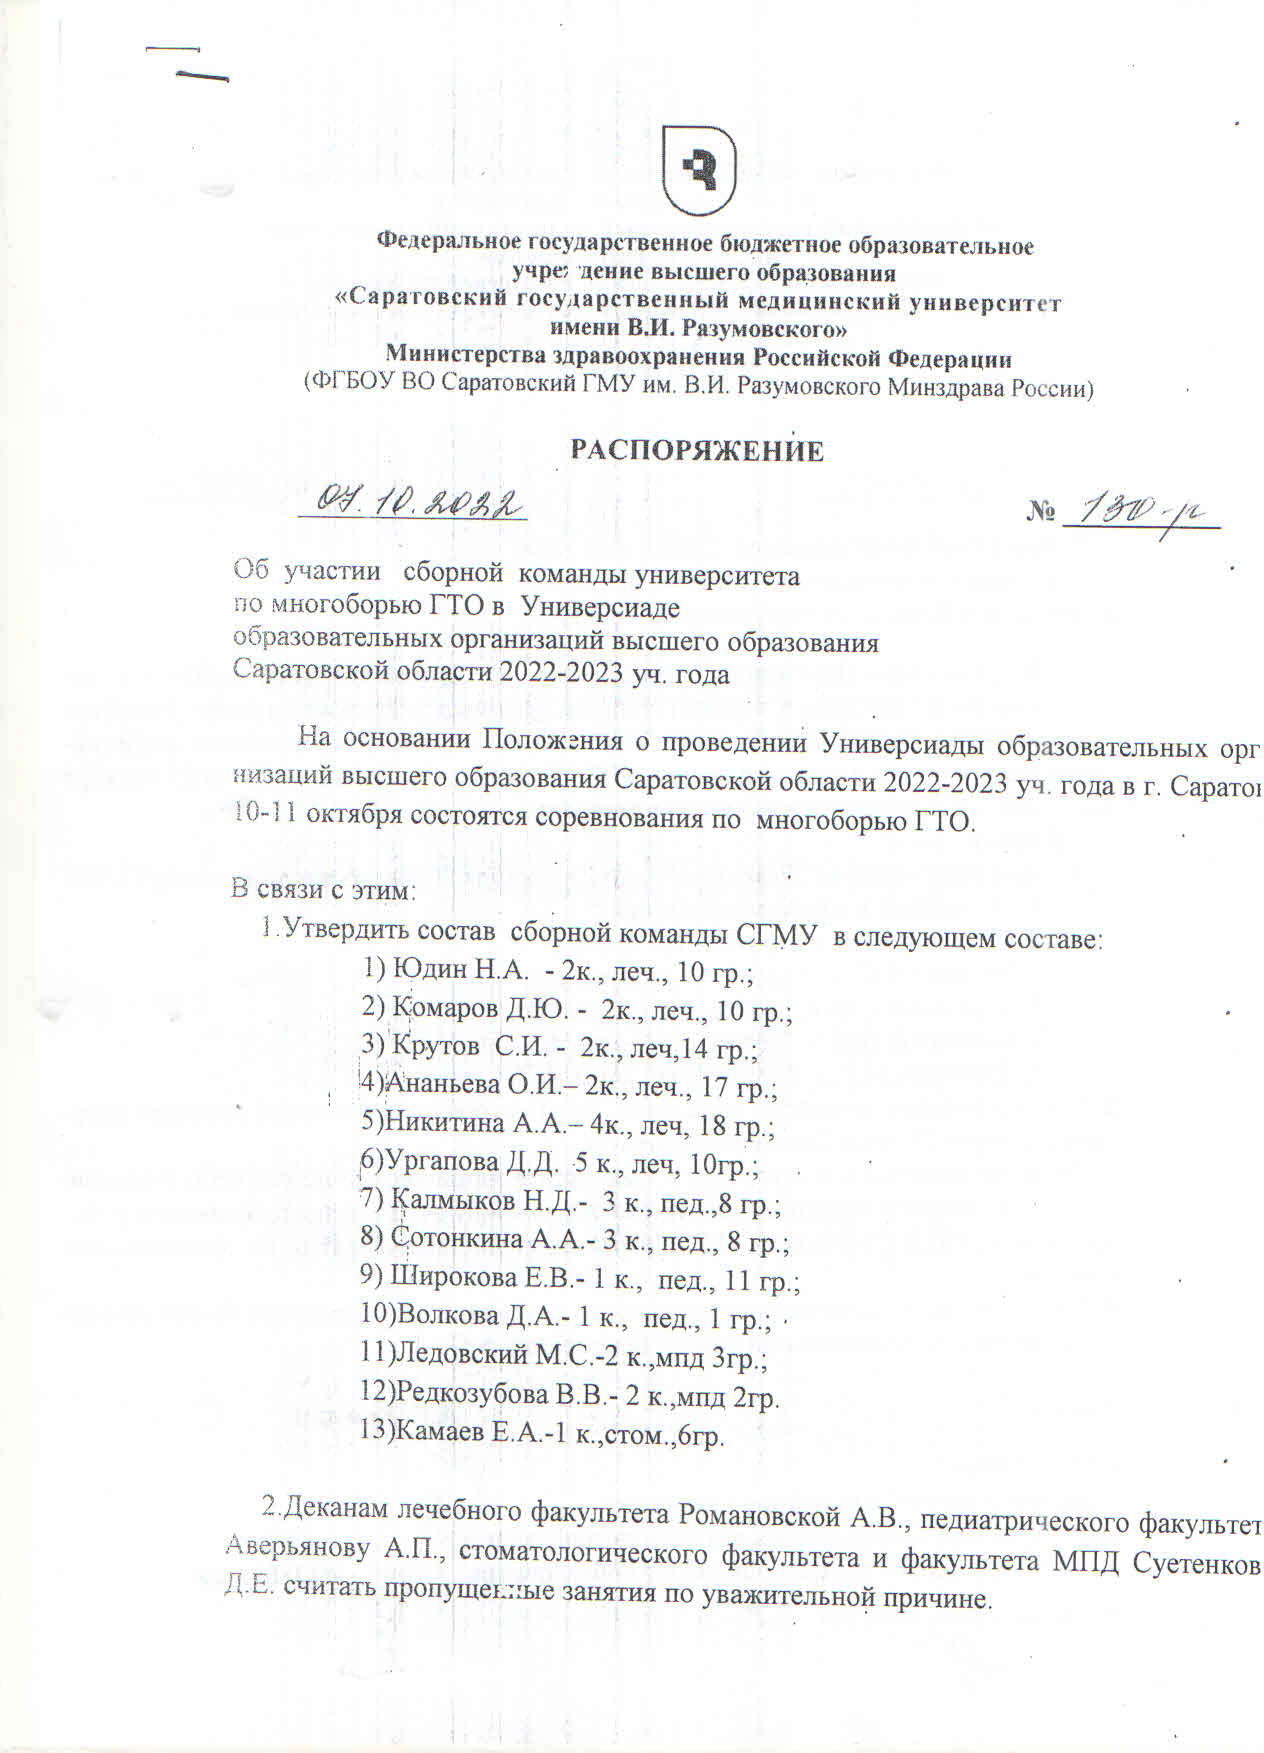 Федеральное государственное бюджетное образовательное
учреждение высшего образования
«Саратовский государственный медицинский университет
имени В.И. Разумовского»
Министерства здравоохранения Российской Федерации
(ФГБОУ ВО Саратовский ГМУ им. В.И. Разумовского Минздрава России)
РАСПОРЯЖЕНИЕ
07.10.2022 № 130-р
Об участии сборной команды университета
по многоборью ГТО в Универсиаде
образовательных организаций высшего образования
Саратовской области 2022-2023 уч. года
На основании Положения о проведении Универсиады образовательных орг
низаций высшего образования Саратовской области 2022-2023 уч. года в г. Саратов
10-11 октября состоятся соревнования по многоборью ГТО.
В связи с этим:
1.Утвердить состав сборной команды СГМУ в следующем составе:
1) Юдин Н.А. - 2к., леч., 10 гр.;
2) Комаров Д.Ю. - 2к., леч., 10 гр.;
3) Крутов С.И. - 2к., леч,14 гр.;
4)Ананьева О.И.– 2к., леч., 17 гр.;
5)Никитина А.А.– 4к., леч, 18 гр.;
6)Ургапова Д.Д. 5 к., леч, 10гр.;
7) Калмыков Н.Д.- 3 к., пед.,8 гр.;
8) Сотонкина А.А.- 3 к., пед., 8 гр.;
9) Широкова Е.В.- 1 к., пед., 11 гр.;
10)Волкова Д.А.- 1 к., пед., 1 гр.;
11)Ледовский М.С.-2 к.,мпд 3гр.;
12)Редкозубова В.В.- 2 к.,мпд 2гр.
13)Камаев Е.А.-1 к.,стом.,6гр.
2.Деканам лечебного факультета Романовской А.В., педиатрического факультет
Аверьянову А.П., стоматологического факультета и факультета МПД Суетенков
Д.Е. считать пропущенные занятия по уважительной причине.